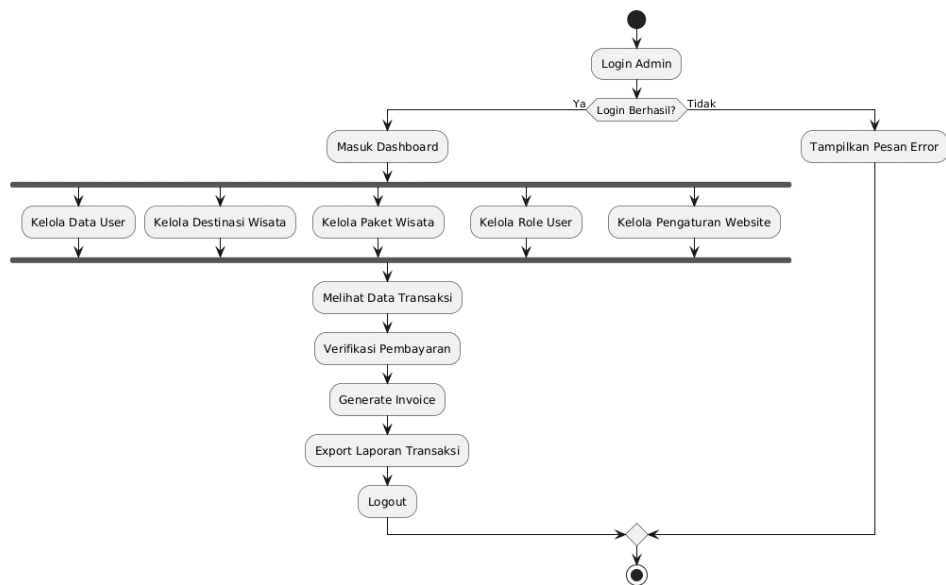 Login Admin
Ya
Login Berhasil?
Tidak
Masuk Dashboard
Tampilkan Pesan Error
Kelola Data User
Kelola Destinasi Wisata
Kelola Paket Wisata
Kelola Role User
Kelola Pengaturan Website
Melihat Data Transaksi
Verifikasi Pembayaran
Generate Invoice
Export Laporan Transaksi
Logout